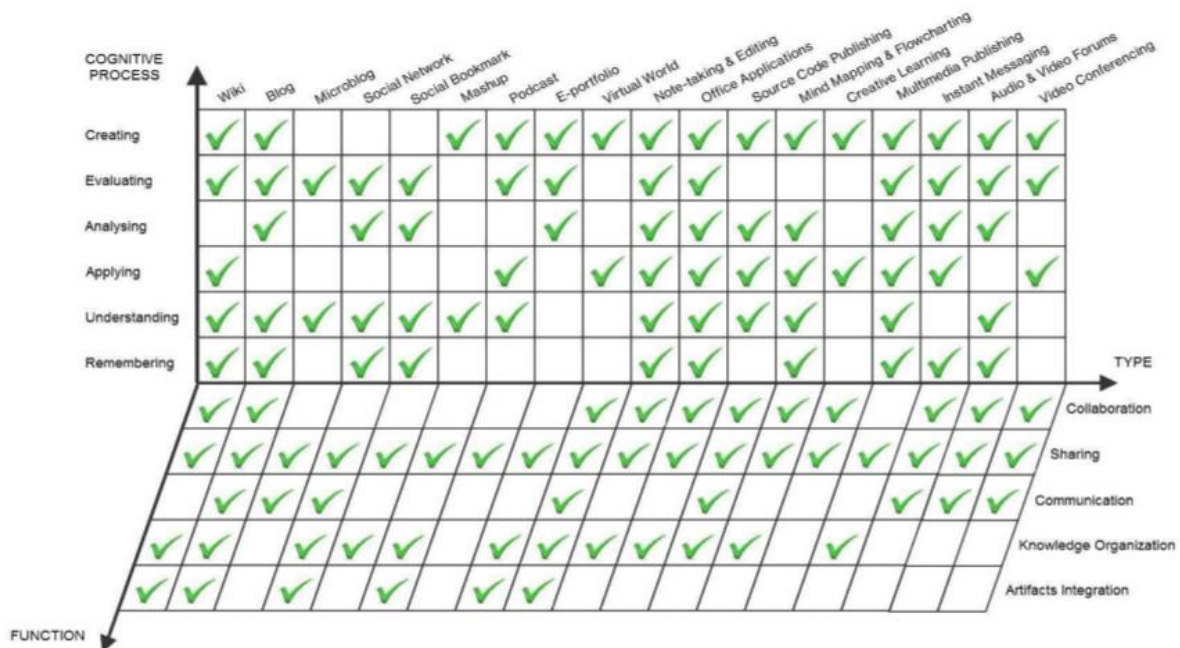 COGNITIVE
PROCESS
Wiki
Blog
Microblog
Social Network
Social Bookmark
Mashup
Podcast
E-portfolio
Virtual World
Note-taking & Editing
Office Applications
Source Code Publishing
Mind Mapping & Flowcharting
Creative Learning
Multimedia Publishing
Instant Messaging
Audio & Video Forums
Video Conferencing
Creating
Evaluating
Analysing
Applying
Understanding
Remembering
TYPE
Collaboration
Sharing
Communication
Knowledge Organization
Artifacts Integration
FUNCTION